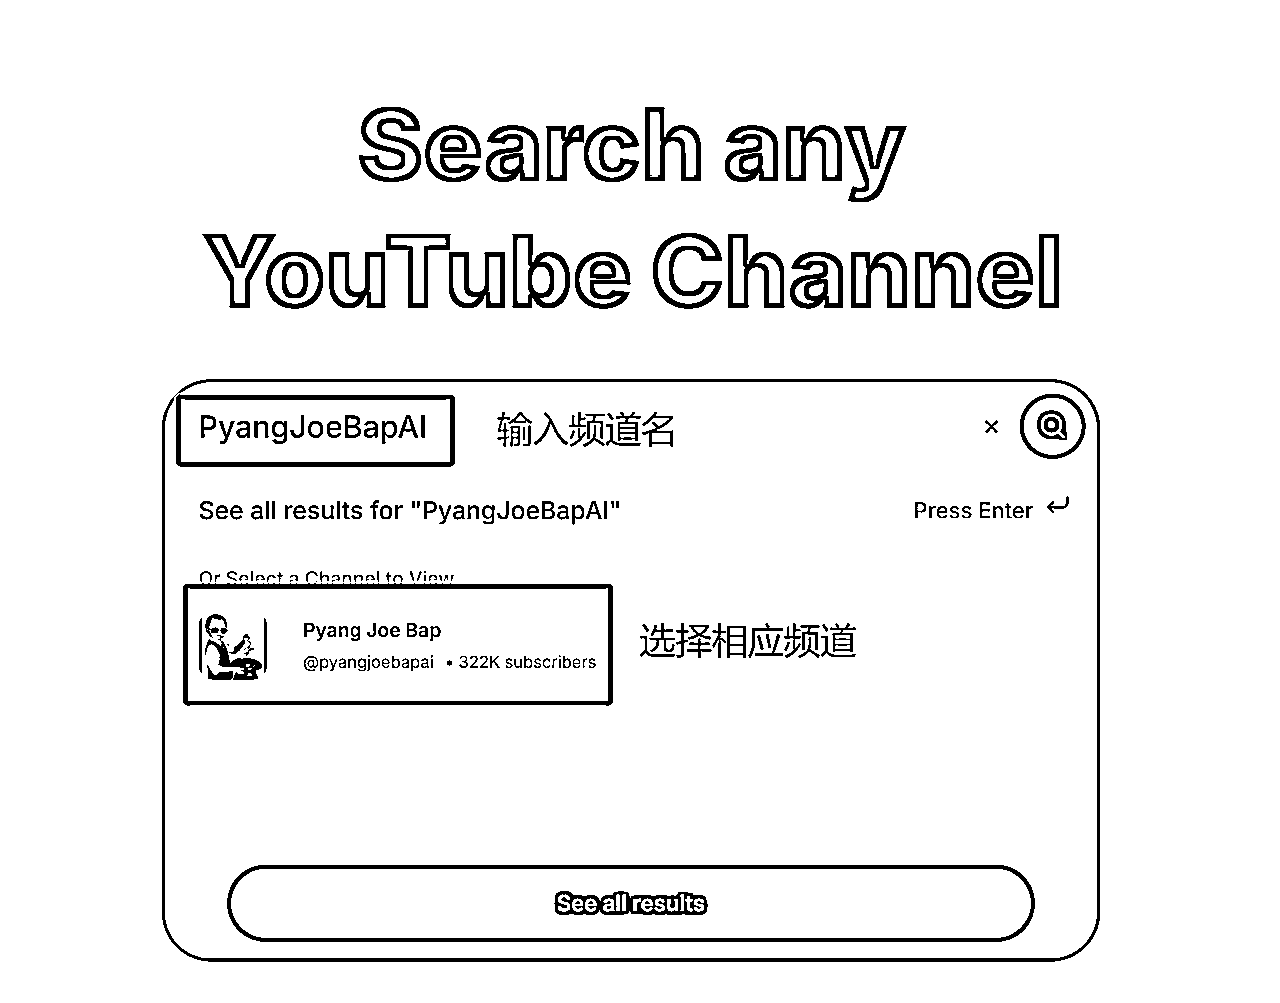 Search any
YouTube Channel
PyangJoeBapAI 输入频道名 ×
See all results for "PyangJoeBapAI" Press Enter
Or Select a Channel to View
Pyang Joe Bap
@pyangjoebapai • 322K subscribers
选择相应频道
See all results